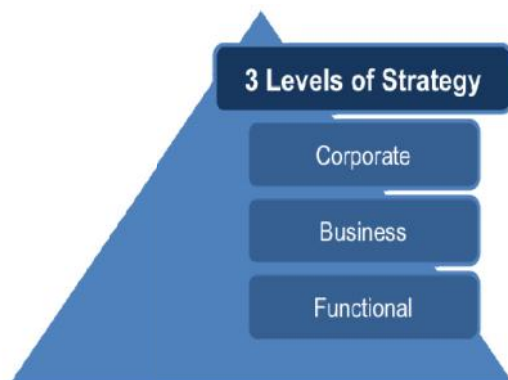 3 Levels of Strategy
Corporate
Business
Functional